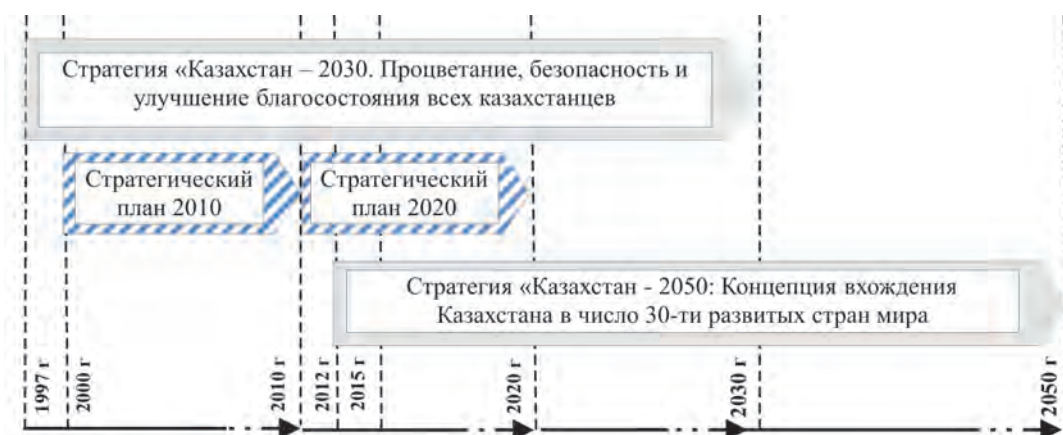 Стратегия «Казахстан – 2030. Процветание, безопасность и
улучшение благосостояния всех казахстанцев
Стратегический
план 2010
Стратегический
план 2020
Стратегия «Казахстан - 2050: Концепция вхождения
Казахстана в число 30-ти развитых стран мира
1997 г
2000 г
2010 г
2012 г
2015 г
2020 г
2030 г
2050 г